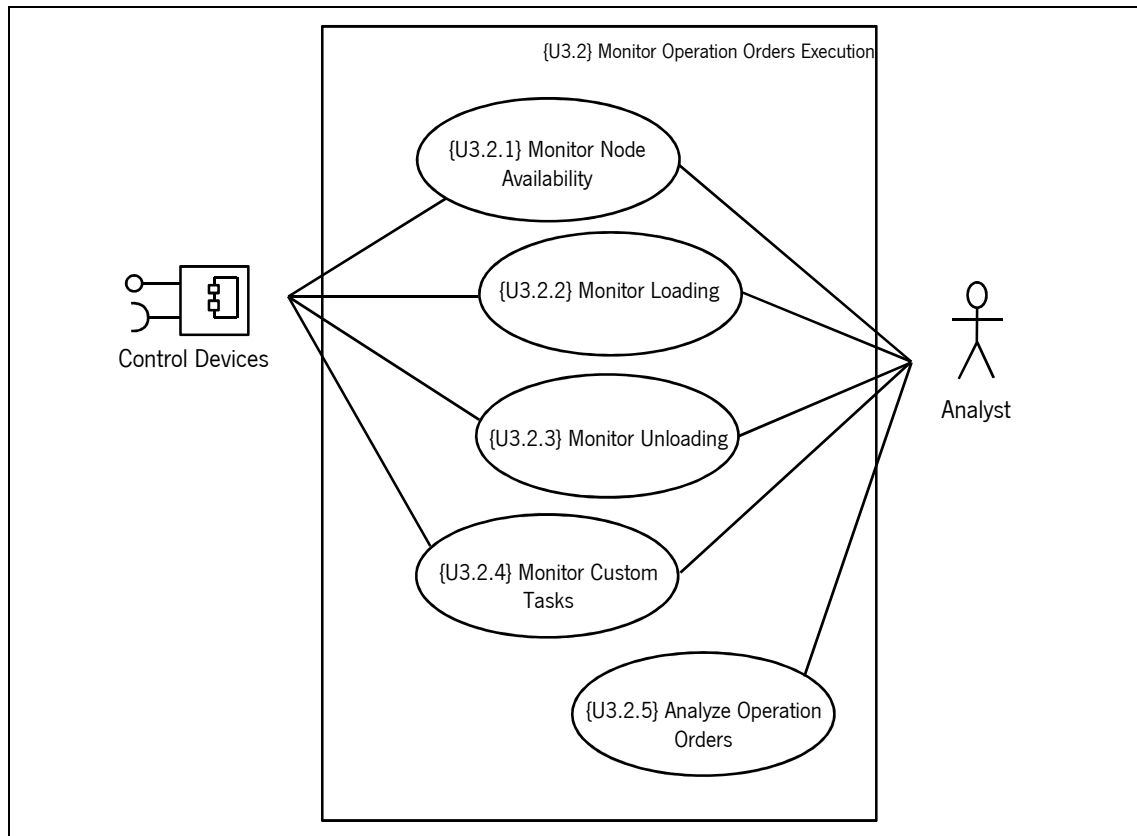 {U3.2} Monitor Operation Orders Execution
{U3.2.1} Monitor Node
Availability
{U3.2.2} Monitor Loading
Control Devices
Analyst
{U3.2.3} Monitor Unloading
{U3.2.4} Monitor Custom
Tasks
{U3.2.5} Analyze Operation
Orders